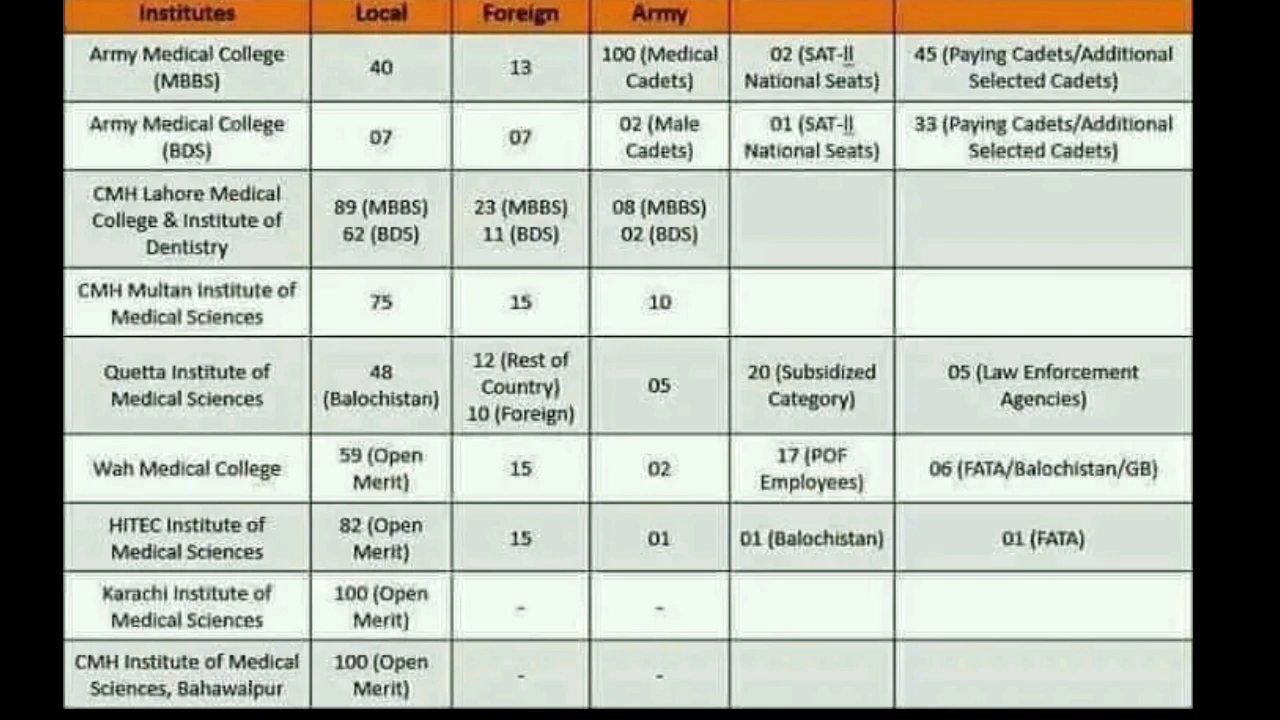 Institutes Local Foreign Army
Army Medical College (MBBS) 40 13 100 (Medical Cadets) 02 (SAT-II National Seats) 45 (Paying Cadets/Additional Selected Cadets)
Army Medical College (BDS) 07 07 02 (Male Cadets) 01 (SAT-II National Seats) 33 (Paying Cadets/Additional Selected Cadets)
CMH Lahore Medical College & Institute of Dentistry 89 (MBBS) 62 (BDS) 23 (MBBS) 11 (BDS) 08 (MBBS) 02 (BDS)
CMH Multan Institute of Medical Sciences 75 15 10
Quetta Institute of Medical Sciences 48 (Balochistan) 12 (Rest of Country) 10 (Foreign) 05 20 (Subsidized Category) 05 (Law Enforcement Agencies)
Wah Medical College 59 (Open Merit) 15 02 17 (POF Employees) 06 (FATA/Balochistan/GB)
HITEC Institute of Medical Sciences 82 (Open Merit) 15 01 01 (Balochistan) 01 (FATA)
Karachi Institute of Medical Sciences 100 (Open Merit) - -
CMH Institute of Medical Sciences, Bahawalpur 100 (Open Merit) - -